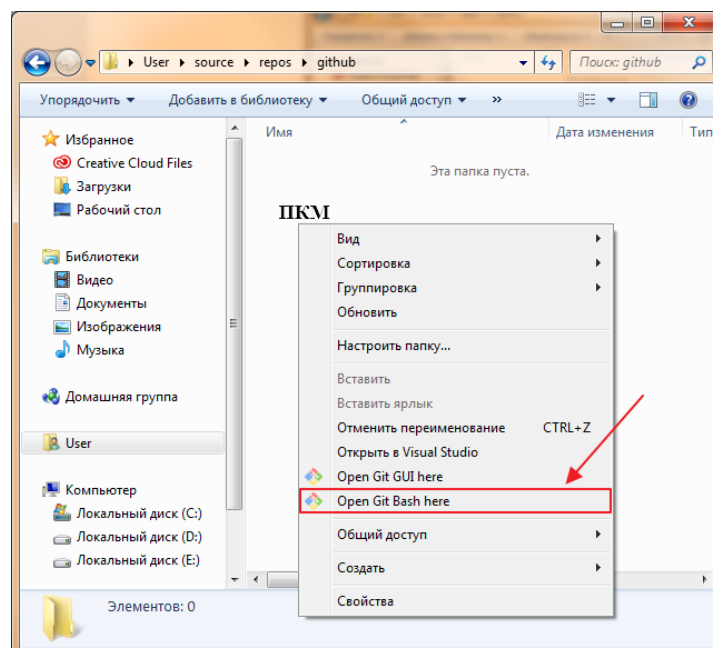 User ▸ source ▸ repos ▸ github
Поиск: github
Упорядочить ▼ Добавить в библиотеку ▼ Общий доступ ▼ »
Имя Дата изменения Тип
Эта папка пуста.
Избранное
Creative Cloud Files
Загрузки
Рабочий стол
Библиотеки
Видео
Документы
Изображения
Музыка
Домашняя группа
User
Компьютер
Локальный диск (C:)
Локальный диск (D:)
Локальный диск (E:)
ПКМ
Вид
Сортировка
Группировка
Обновить
Настроить папку...
Вставить
Вставить ярлык
Отменить переименование CTRL+Z
Открыть в Visual Studio
Open Git GUI here
Open Git Bash here
Общий доступ
Создать
Свойства
Элементов: 0